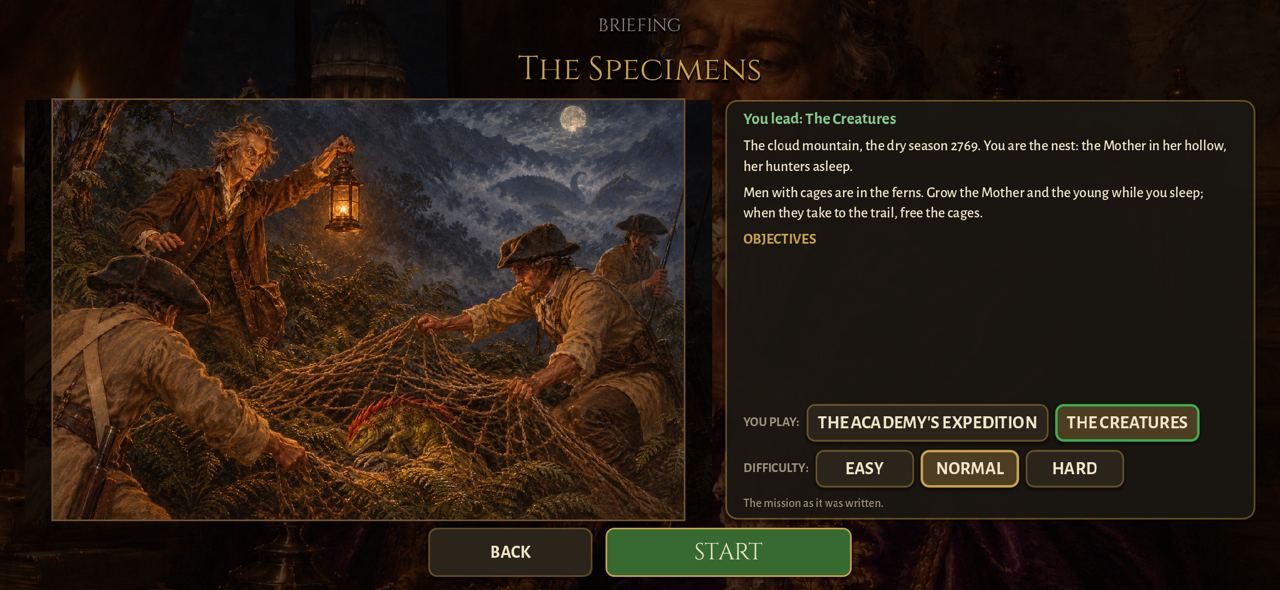 BRIEFING
The Specimens
You lead: The Creatures
The cloud mountain, the dry season 2769. You are the nest: the Mother in her hollow,
her hunters asleep.
Men with cages are in the ferns. Grow the Mother and the young while you sleep;
when they take to the trail, free the cages.
OBJECTIVES
YOU PLAY: THE ACADEMY'S EXPEDITION THE CREATURES
DIFFICULTY: EASY NORMAL HARD
The mission as it was written.
BACK START